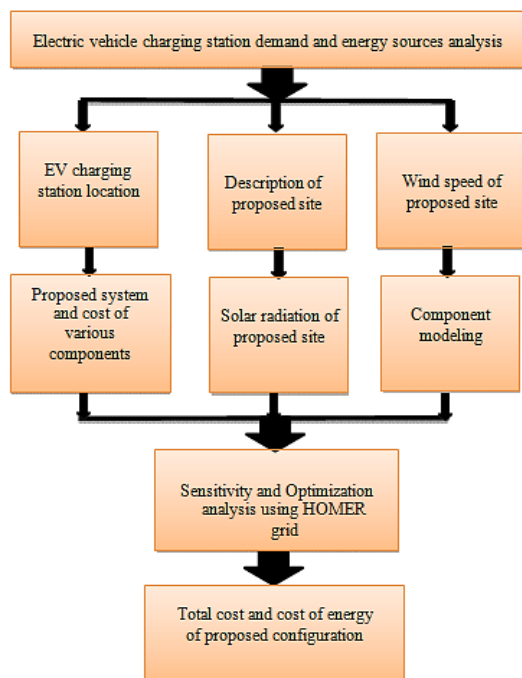 Electric vehicle charging station demand and energy sources analysis
EV charging
station location
Description of
proposed site
Wind speed of
proposed site
Proposed system
and cost of
various
components
Solar radiation of
proposed site
Component
modeling
Sensitivity and Optimization
analysis using HOMER
grid
Total cost and cost of energy
of proposed configuration